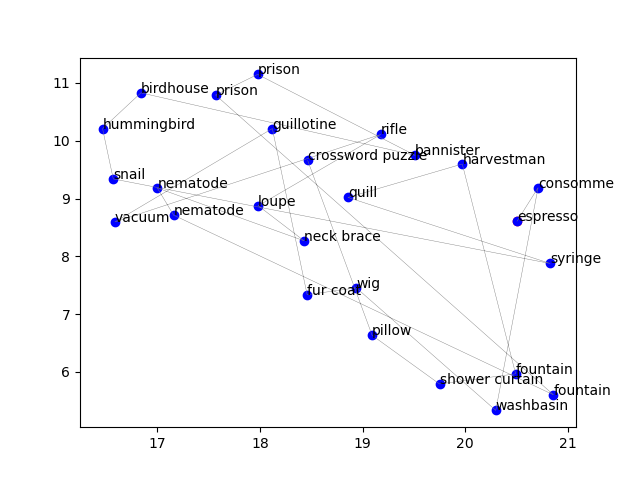 prison
11
birdhouse
prison
hummingbird
guillotine
rifle
10
crossword puzzle
bannister
harvestman
snail
nematode
consomme
9
quill
loupe
nematode
vacuum
espresso
neck brace
8
syringe
fur coat
wig
7
pillow
6
fountain
shower curtain
fountain
washbasin
17 18 19 20 21